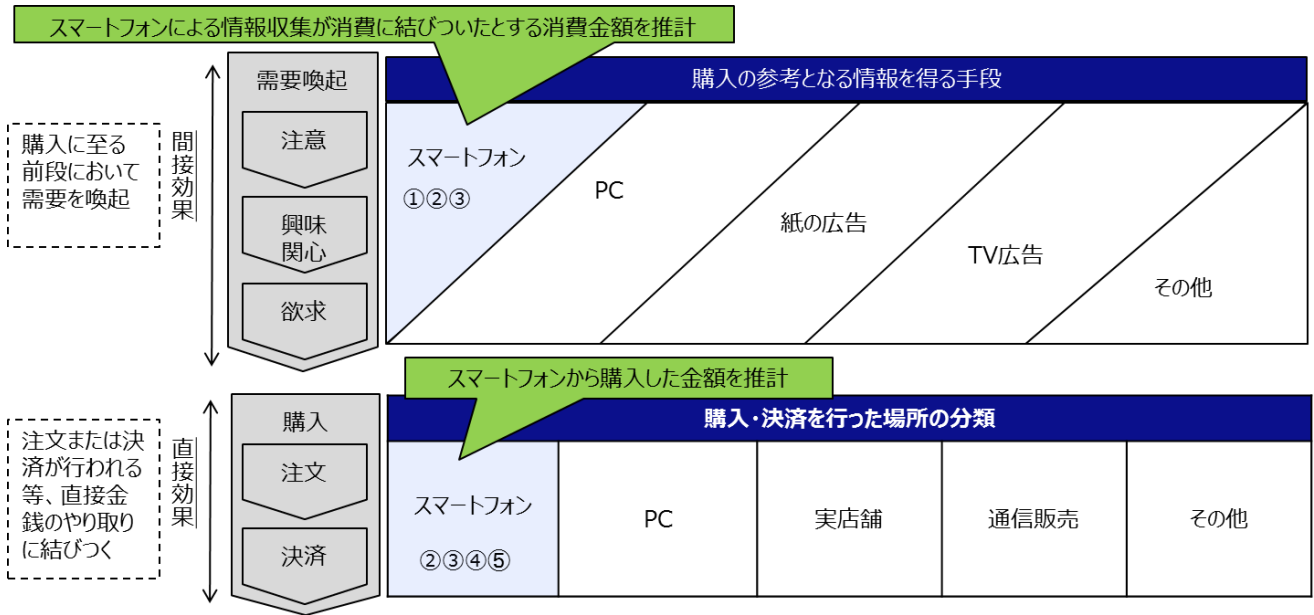 スマートフォンによる情報収集が消費に結びついたとする消費金額を推計
需要喚起
購入の参考となる情報を得る手段
購入に至る
前段において
需要を喚起
間接効果
注意
興味
関心
欲求
スマートフォン
①②③
PC
紙の広告
TV広告
その他
スマートフォンから購入した金額を推計
購入
購入・決済を行った場所の分類
注文または決
済が行われる
等、直接金
銭のやり取り
に結びつく
直接効果
注文
決済
スマートフォン
②③④⑤
PC
実店舗
通信販売
その他